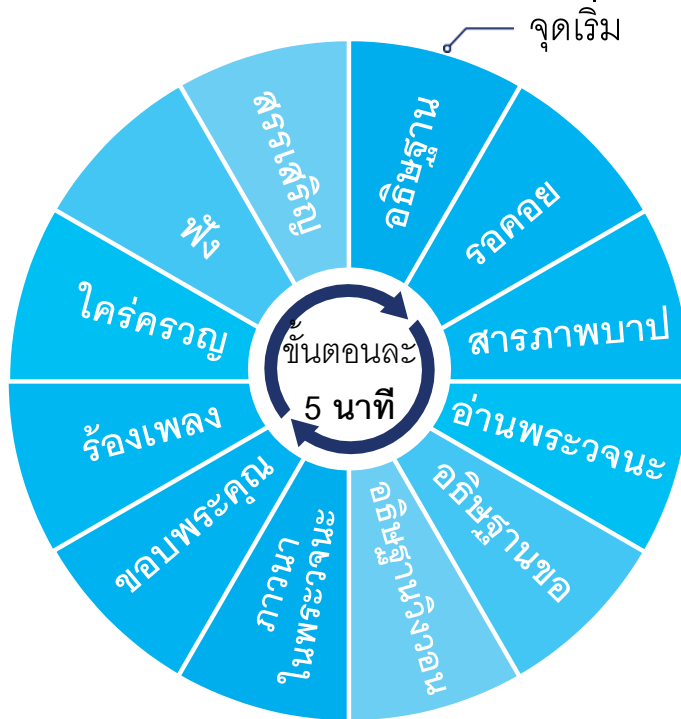 จุดเริ่ม
อธิษฐาน
รอคอย
สารภาพบาป
อ่านพระวจนะ
อธิษฐานขอ
อธิษฐานวิงวอน
ภาวนา
ในพระวจนะ
ขอบพระคุณ
ร้องเพลง
ใคร่ครวญ
ฟัง
สรรเสริญ
ขั้นตอนละ
5 นาที